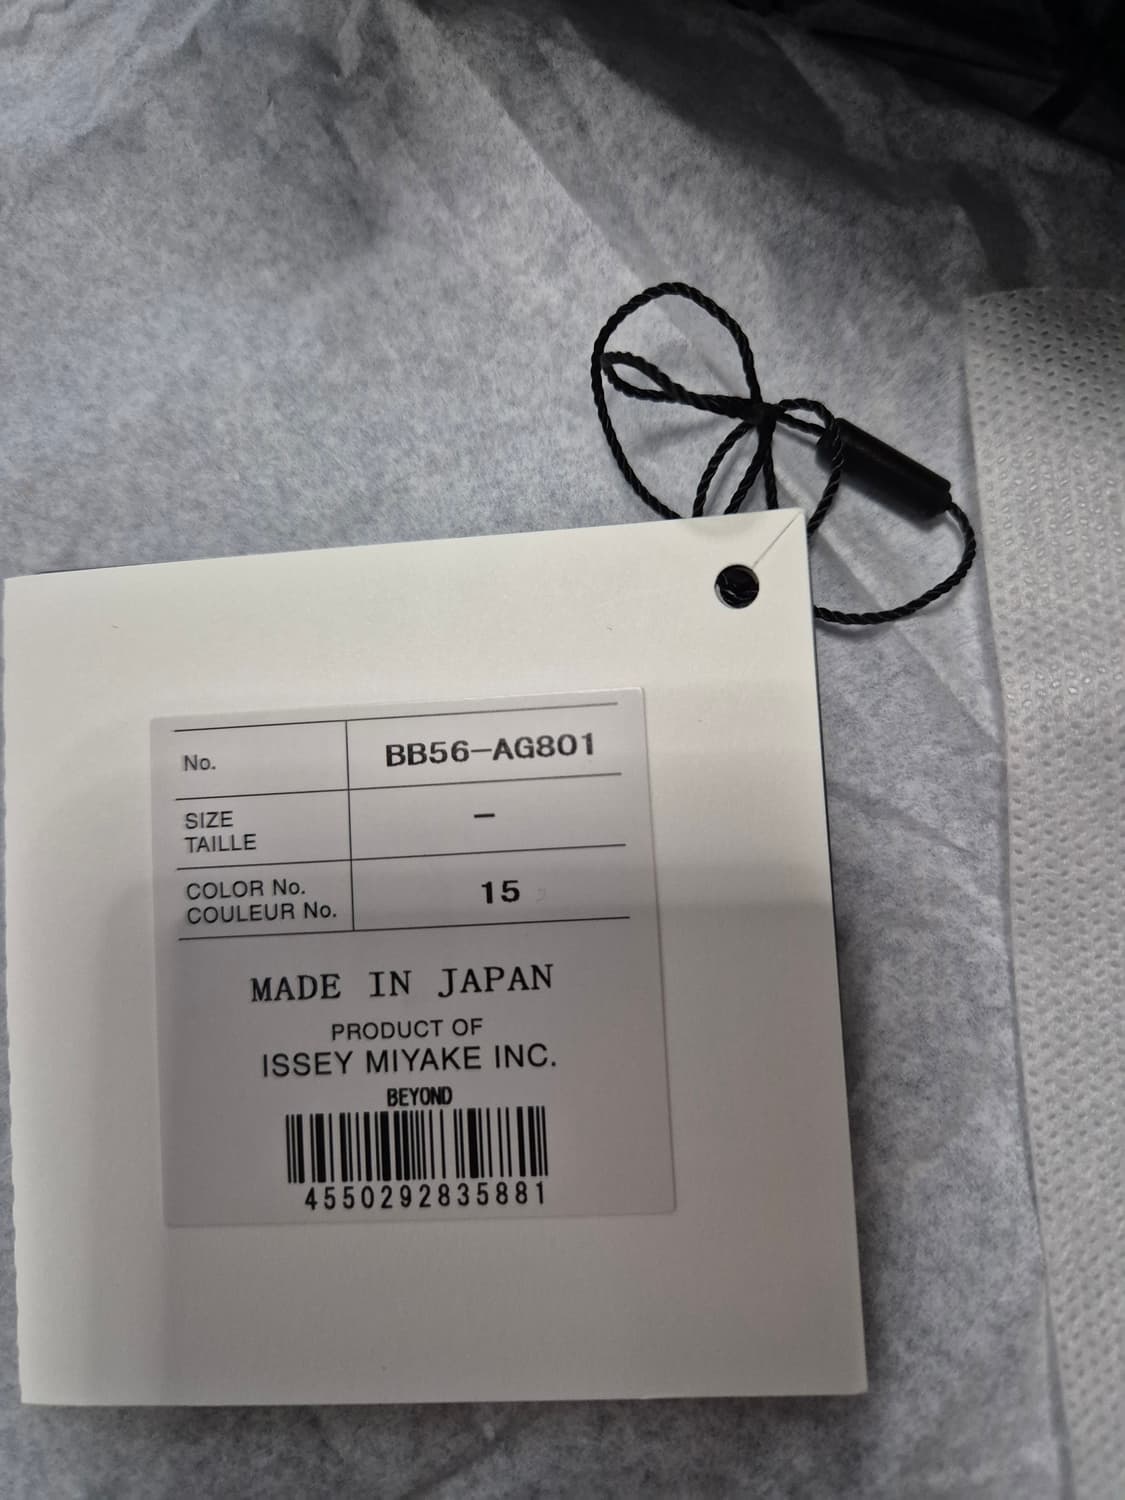 No. BB56-AG801
SIZE
TAILLE -
COLOR No.
COULEUR No. 15
MADE IN JAPAN
PRODUCT OF
ISSEY MIYAKE INC.
BEYOND
4550292835881